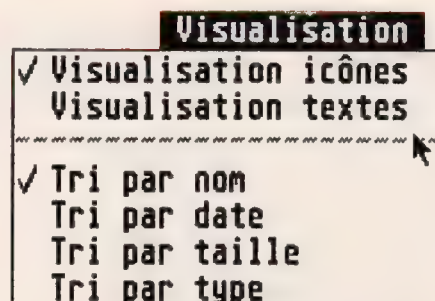 Visualisation
✓ Visualisation icônes
Visualisation textes
✓ Tri par nom
Tri par date
Tri par taille
Tri par type